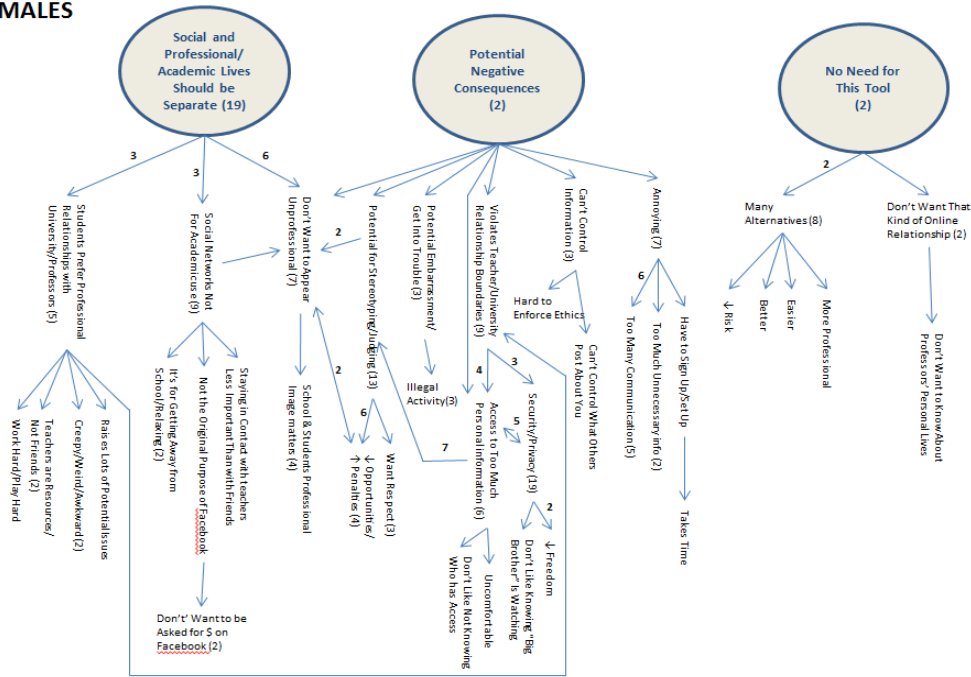 MALES
Social and
Professional/
Academic Lives
Should be
Separate (19)
Potential
Negative
Consequences
(2)
No Need for
This Tool
(2)
3
3
6
2
Students Prefer Professional
Relationships with
University/Professors (5)
Social Networks Not
For Academic use (9)
Don't Want to Appear
Unprofessional (7)
2
Potential for Stereotyping/Judging (13)
Potential Embarrassment/
Get Into Trouble (3)
Violates Teacher/University
Relationship Boundaries (9)
Can't Control
Information (3)
Annoying (7)
Many
Alternatives (8)
Don't Want That
Kind of Online
Relationship (2)
Hard to
Enforce Ethics
6
↓ Risk
Better
Easier
More Professional
Work Hard/Play Hard
Teachers are Resources/
Not Friends (2)
Creepy/Weird/Awkward (2)
Raises Lots of Potential Issues
It's for Getting Away from
School/Relaxing (2)
Not the Original Purpose of Facebook
Staying in Contact with teachers
Less Important Than with Friends
School & Students Professional
Image matters (4)
2
Illegal
Activity(3)
4
3
Can't Control What Others
Post About You
Too Many Communication (5)
Too Much Unnecessary info (2)
Have to Sign Up/Set Up
Don't Want to Know About
Professors' Personal Lives
6
7
5
↓ Opportunities/
↑ Penalties (4)
Want Respect (3)
Access to Too Much
Personal Information (6)
Security/Privacy (19)
2
Takes Time
Don't Like Not Knowing
Who has Access
Uncomfortable
Don't Like Knowing "Big
Brother" Is Watching
↓ Freedom
Don't' Want to be
Asked for $ on
Facebook (2)